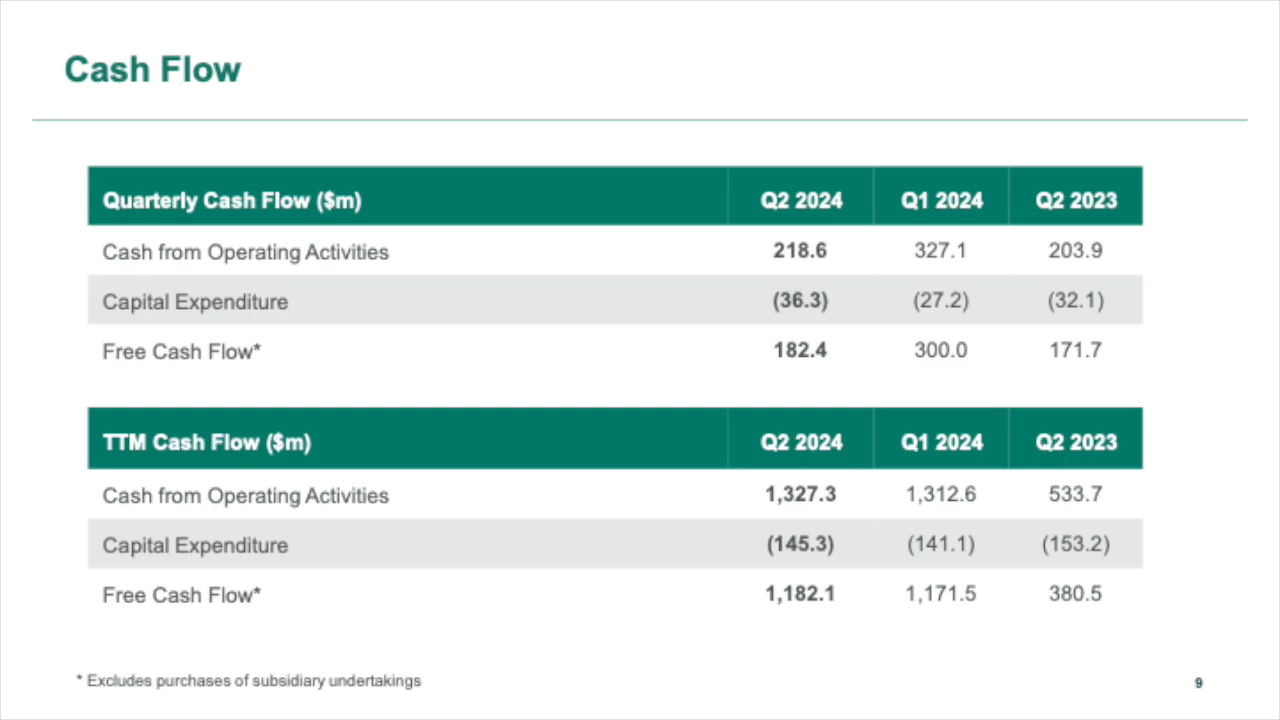 Cash Flow
Quarterly Cash Flow ($m) Q2 2024 Q1 2024 Q2 2023
Cash from Operating Activities 218.6 327.1 203.9
Capital Expenditure (36.3) (27.2) (32.1)
Free Cash Flow* 182.4 300.0 171.7
TTM Cash Flow ($m) Q2 2024 Q1 2024 Q2 2023
Cash from Operating Activities 1,327.3 1,312.6 533.7
Capital Expenditure (145.3) (141.1) (153.2)
Free Cash Flow* 1,182.1 1,171.5 380.5
* Excludes purchases of subsidiary undertakings
9